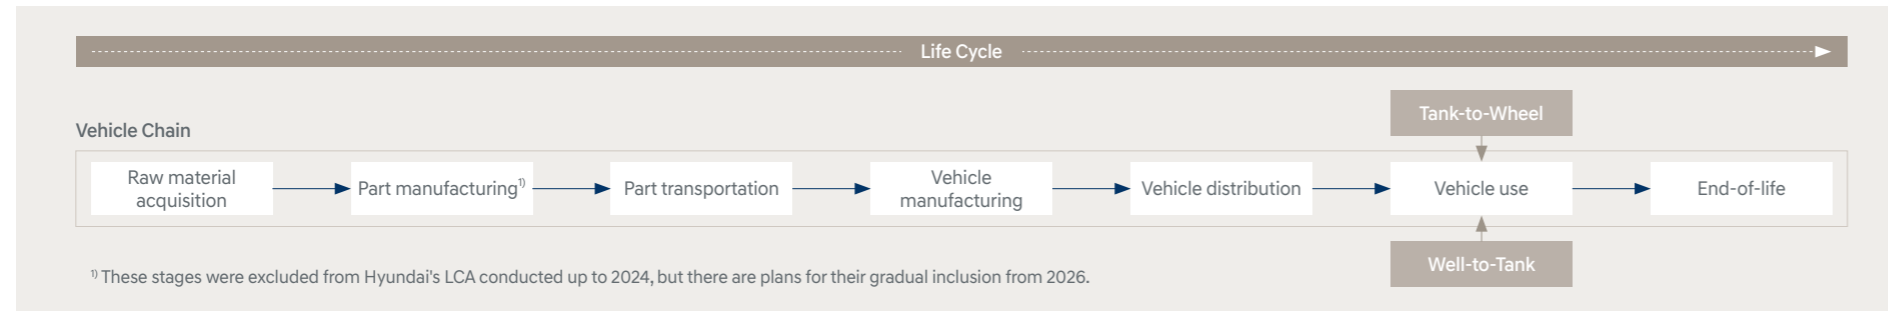 Life Cycle
Tank-to-Wheel
Vehicle Chain
Raw material
acquisition
Part manufacturing¹⁾
Part transportation
Vehicle
manufacturing
Vehicle distribution
Vehicle use
End-of-life
Well-to-Tank
¹⁾ These stages were excluded from Hyundai's LCA conducted up to 2024, but there are plans for their gradual inclusion from 2026.